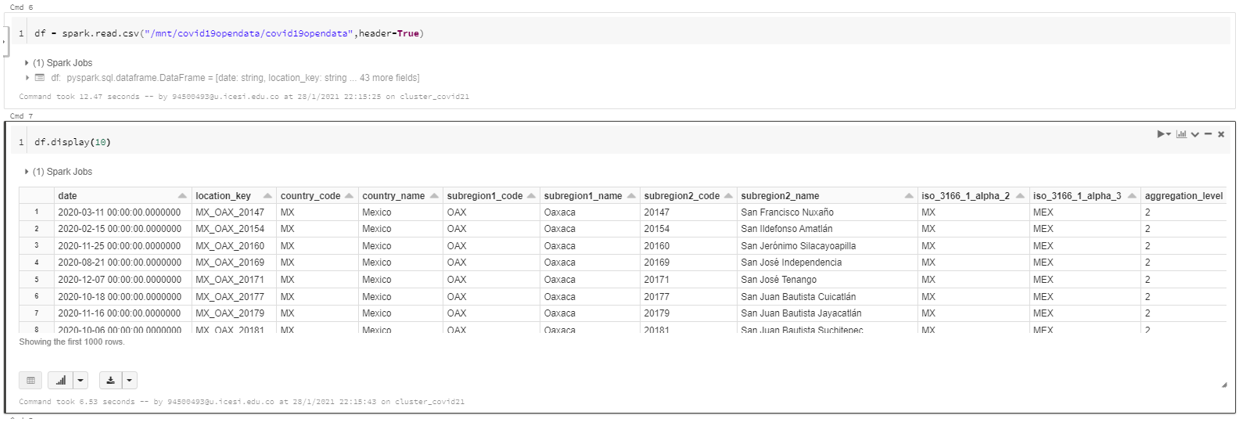 Cmd 6
1 df = spark.read.csv("/mnt/covid19opendata/covid19opendata",header=True)
(1) Spark Jobs
df: pyspark.sql.dataframe.DataFrame = [date: string, location_key: string ... 43 more fields]
Command took 12.47 seconds -- by 94500493@u.icesi.edu.co at 28/1/2021 22:15:25 on cluster_covid21
Cmd 7
1 df.display(10)
(1) Spark Jobs
date location_key country_code country_name subregion1_code subregion1_name subregion2_code subregion2_name iso_3166_1_alpha_2 iso_3166_1_alpha_3 aggregation_level
1 2020-03-11 00:00:00.0000000 MX_OAX_20147 MX Mexico OAX Oaxaca 20147 San Francisco Nuxaño MX MEX 2
2 2020-02-15 00:00:00.0000000 MX_OAX_20154 MX Mexico OAX Oaxaca 20154 San Ildefonso Amatlán MX MEX 2
3 2020-11-25 00:00:00.0000000 MX_OAX_20160 MX Mexico OAX Oaxaca 20160 San Jerónimo Silacayoapilla MX MEX 2
4 2020-08-21 00:00:00.0000000 MX_OAX_20169 MX Mexico OAX Oaxaca 20169 San José Independencia MX MEX 2
5 2020-12-07 00:00:00.0000000 MX_OAX_20171 MX Mexico OAX Oaxaca 20171 San José Tenango MX MEX 2
6 2020-10-18 00:00:00.0000000 MX_OAX_20177 MX Mexico OAX Oaxaca 20177 San Juan Bautista Cuicatlán MX MEX 2
7 2020-11-16 00:00:00.0000000 MX_OAX_20179 MX Mexico OAX Oaxaca 20179 San Juan Bautista Jayacatlán MX MEX 2
8 2020-10-06 00:00:00.0000000 MX_OAX_20181 MX Mexico OAX Oaxaca 20181 San Juan Bautista Suchitepec MX MEX 2
Showing the first 1000 rows.
Command took 6.53 seconds -- by 94500493@u.icesi.edu.co at 28/1/2021 22:15:43 on cluster_covid21